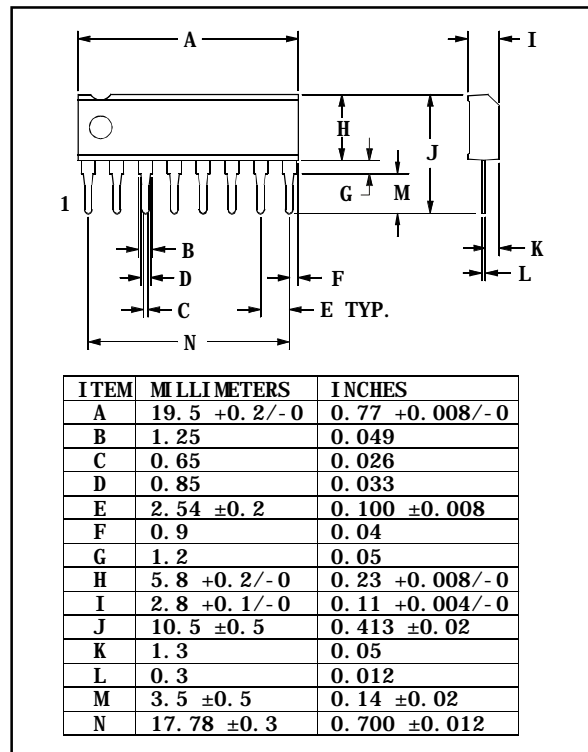 A
I
H
J
G
M
1
B
K
F
D
L
C
E TYP.
N
ITEM MILLIMETERS INCHES
A 19.5 +0.2/-0 0.77 +0.008/-0
B 1.25 0.049
C 0.65 0.026
D 0.85 0.033
E 2.54 ±0.2 0.100 ±0.008
F 0.9 0.04
G 1.2 0.05
H 5.8 +0.2/-0 0.23 +0.008/-0
I 2.8 +0.1/-0 0.11 +0.004/-0
J 10.5 ±0.5 0.413 ±0.02
K 1.3 0.05
L 0.3 0.012
M 3.5 ±0.5 0.14 ±0.02
N 17.78 ±0.3 0.700 ±0.012